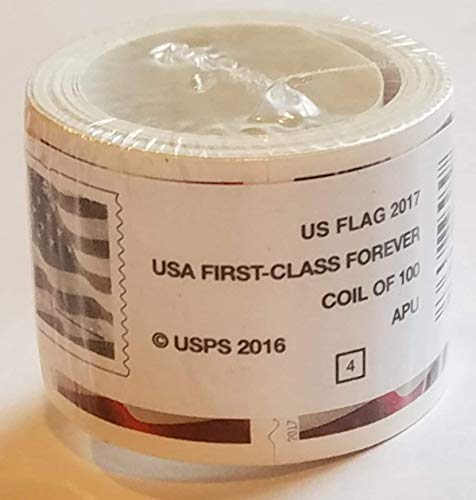 US FLAG 2017
USA FIRST-CLASS FOREVER
COIL OF 100
APU
© USPS 2016
4
2017